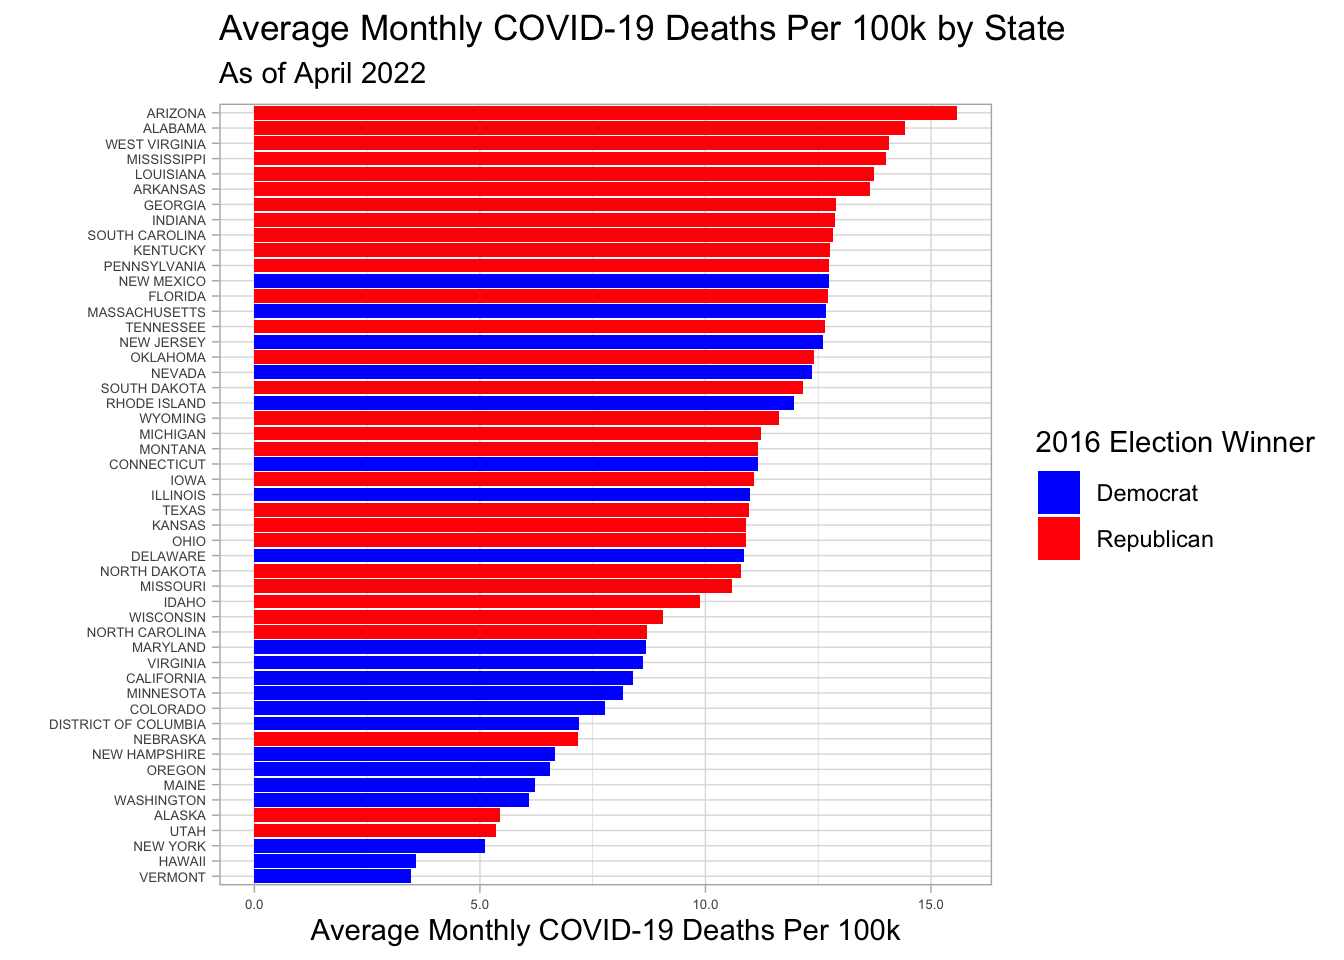 Average Monthly COVID-19 Deaths Per 100k by State
As of April 2022
ARIZONA
ALABAMA
WEST VIRGINIA
MISSISSIPPI
LOUISIANA
ARKANSAS
GEORGIA
INDIANA
SOUTH CAROLINA
KENTUCKY
PENNSYLVANIA
NEW MEXICO
FLORIDA
MASSACHUSETTS
TENNESSEE
NEW JERSEY
OKLAHOMA
NEVADA
SOUTH DAKOTA
RHODE ISLAND
WYOMING
MICHIGAN
MONTANA
CONNECTICUT
IOWA
ILLINOIS
TEXAS
KANSAS
OHIO
DELAWARE
NORTH DAKOTA
MISSOURI
IDAHO
WISCONSIN
NORTH CAROLINA
MARYLAND
VIRGINIA
CALIFORNIA
MINNESOTA
COLORADO
DISTRICT OF COLUMBIA
NEBRASKA
NEW HAMPSHIRE
OREGON
MAINE
WASHINGTON
ALASKA
UTAH
NEW YORK
HAWAII
VERMONT
0.0 5.0 10.0 15.0
Average Monthly COVID-19 Deaths Per 100k
2016 Election Winner
Democrat
Republican